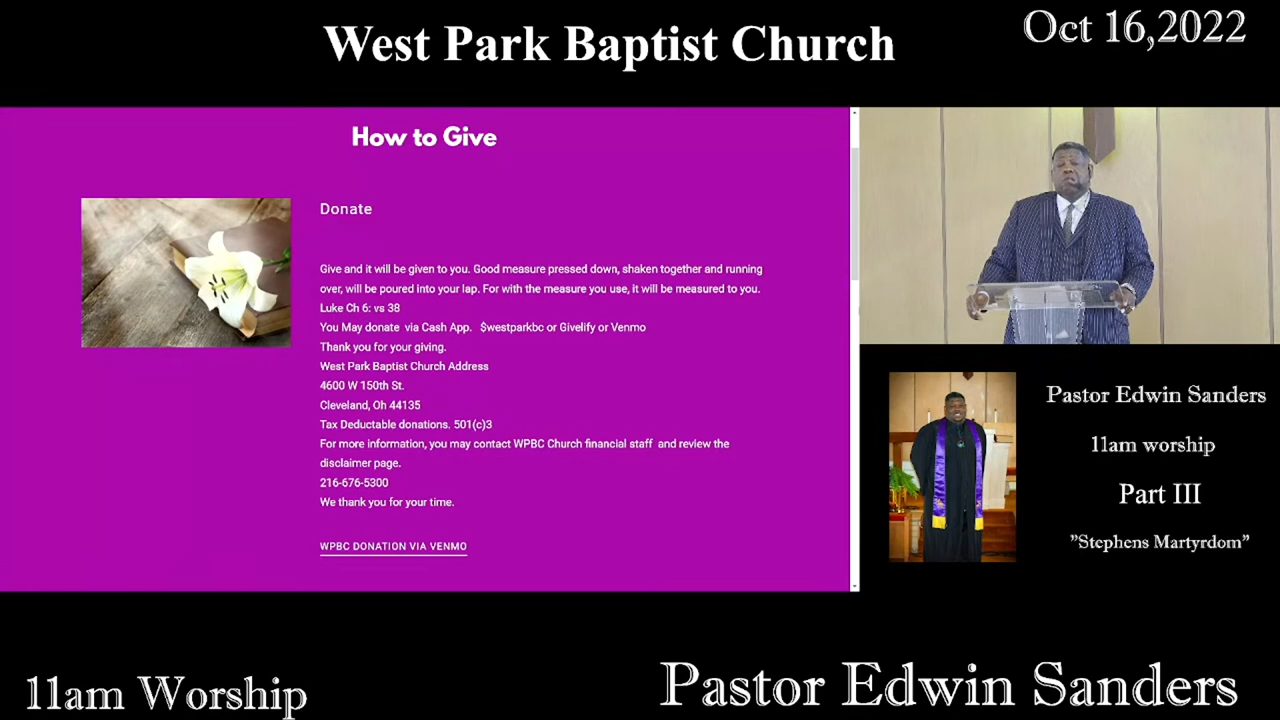 West Park Baptist Church
Oct 16,2022
How to Give
Donate
Give and it will be given to you. Good measure pressed down, shaken together and running
over, will be poured into your lap. For with the measure you use, it will be measured to you.
Luke Ch 6: vs 38
You May donate via Cash App. $westparkbc or Givelify or Venmo
Thank you for your giving.
West Park Baptist Church Address
4600 W 150th St.
Cleveland, Oh 44135
Tax Deductable donations. 501(c)3
For more information, you may contact WPBC Church financial staff and review the
disclaimer page.
216-676-5300
We thank you for your time.
WPBC DONATION VIA VENMO
Pastor Edwin Sanders
11am worship
Part III
"Stephens Martyrdom"
11am Worship
Pastor Edwin Sanders